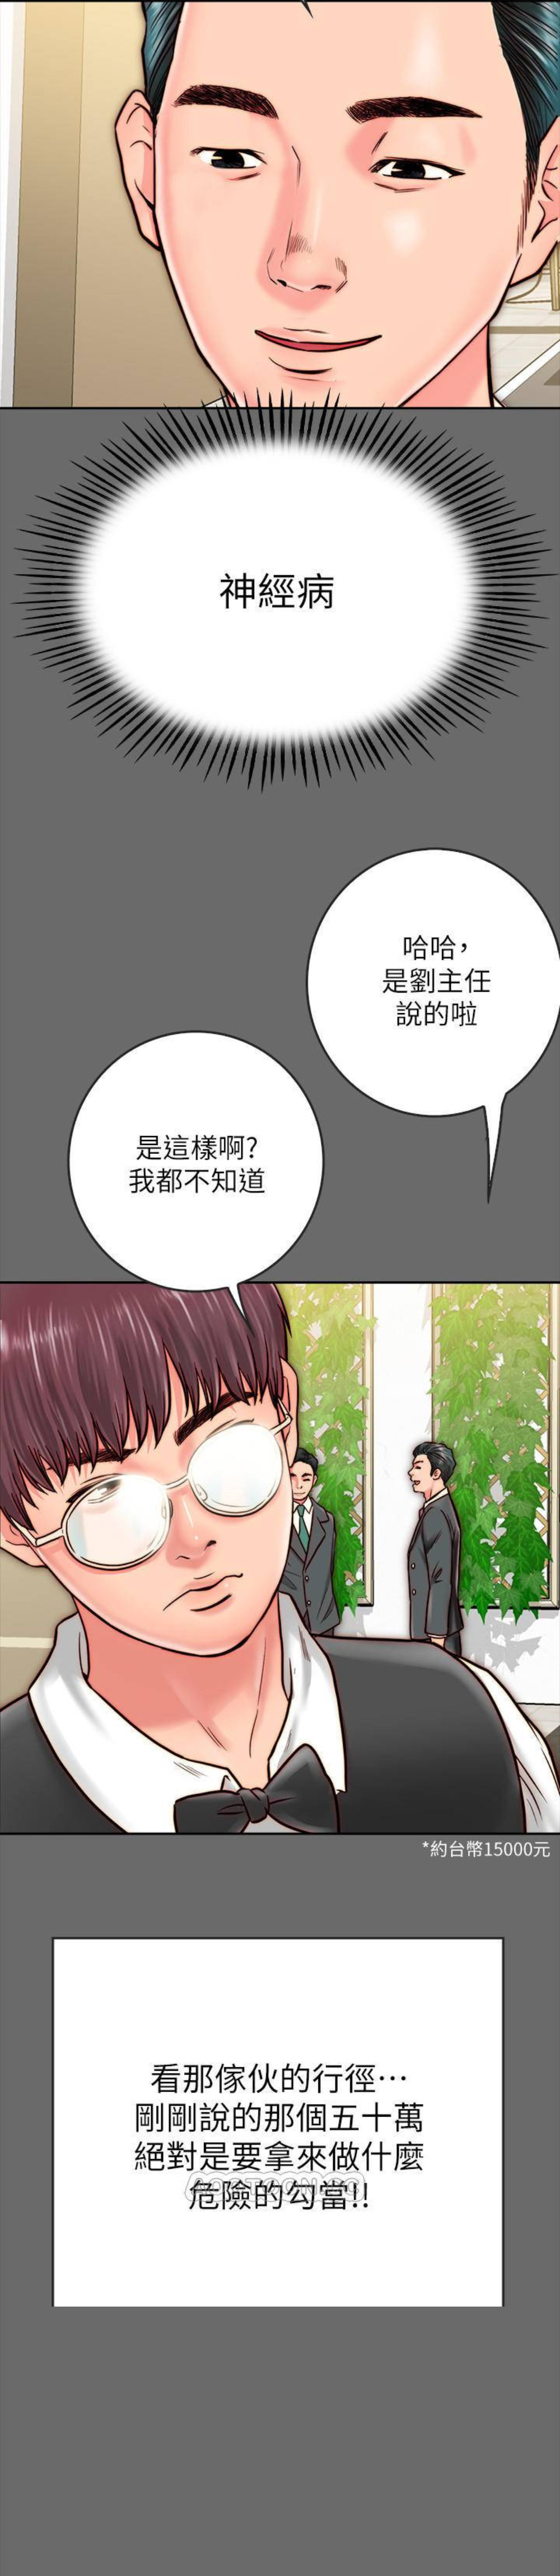 神經病
哈哈，
是劉主任
說的啦
是這樣啊?
我都不知道
*約台幣15000元
看那傢伙的行徑⋯
剛剛說的那個五十萬
絕對是要拿來做什麼
危險的勾當!!